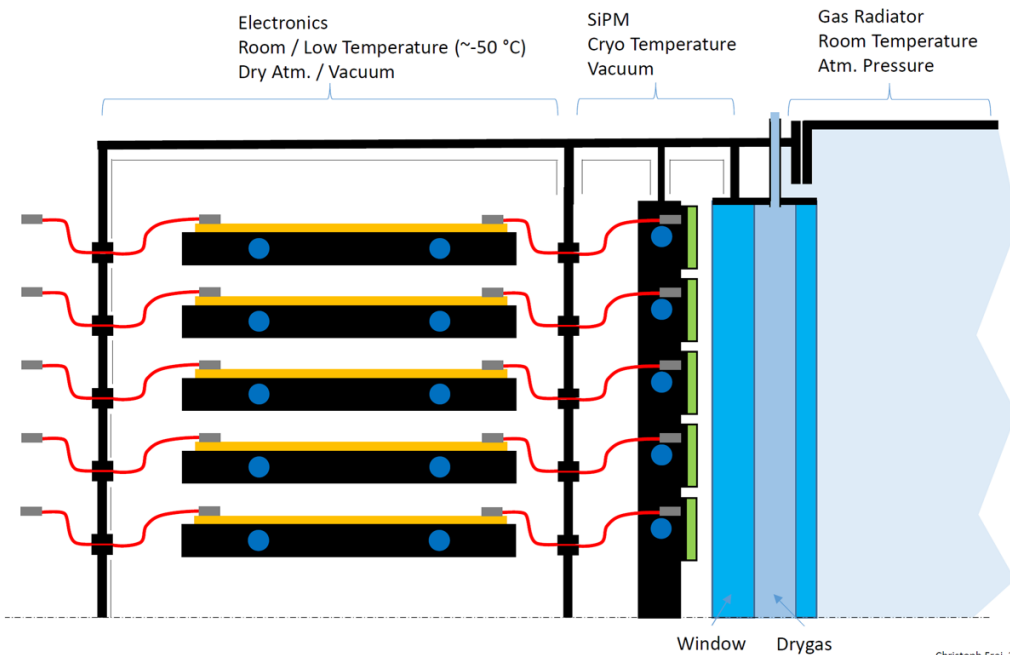 Electronics
Room / Low Temperature (~-50 °C)
Dry Atm. / Vacuum
SiPM
Cryo Temperature
Vacuum
Gas Radiator
Room Temperature
Atm. Pressure
Window
Drygas
Christoph